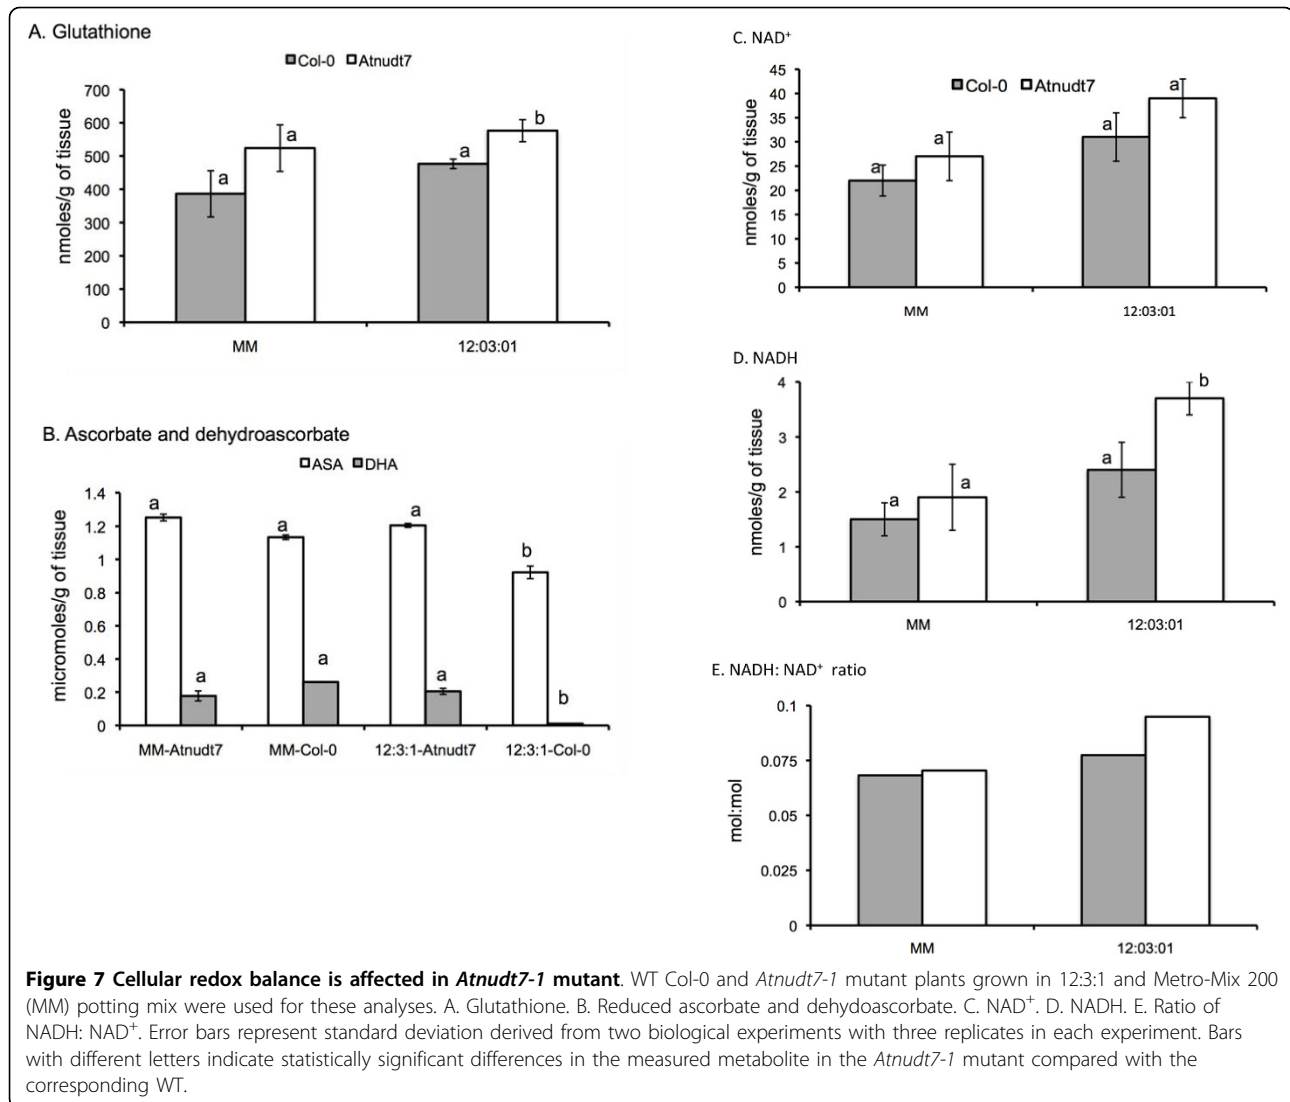 A. Glutathione
Col-0 Atnudt7
700
600
500
400
300
200
100
0
nmoles/g of tissue
a
a
a
b
MM
12:03:01
B. Ascorbate and dehydroascorbate
ASA DHA
1.4
1.2
1
0.8
0.6
0.4
0.2
0
micromoles/g of tissue
a
a
a
a
a
a
b
b
MM-Atnudt7
MM-Col-0
12:3:1-Atnudt7
12:3:1-Col-0
C. NAD⁺
Col-0 Atnudt7
45
40
35
30
25
20
15
10
5
0
nmoles/g of tissue
a
a
a
a
MM
12:03:01
D. NADH
4
3
2
1
0
nmoles/g of tissue
a
a
a
b
MM
12:03:01
E. NADH: NAD⁺ ratio
0.1
0.075
0.05
0.025
0
mol:mol
MM
12:03:01
Figure 7 Cellular redox balance is affected in Atnudt7-1 mutant. WT Col-0 and Atnudt7-1 mutant plants grown in 12:3:1 and Metro-Mix 200
(MM) potting mix were used for these analyses. A. Glutathione. B. Reduced ascorbate and dehydoascorbate. C. NAD⁺. D. NADH. E. Ratio of
NADH: NAD⁺. Error bars represent standard deviation derived from two biological experiments with three replicates in each experiment. Bars
with different letters indicate statistically significant differences in the measured metabolite in the Atnudt7-1 mutant compared with the
corresponding WT.